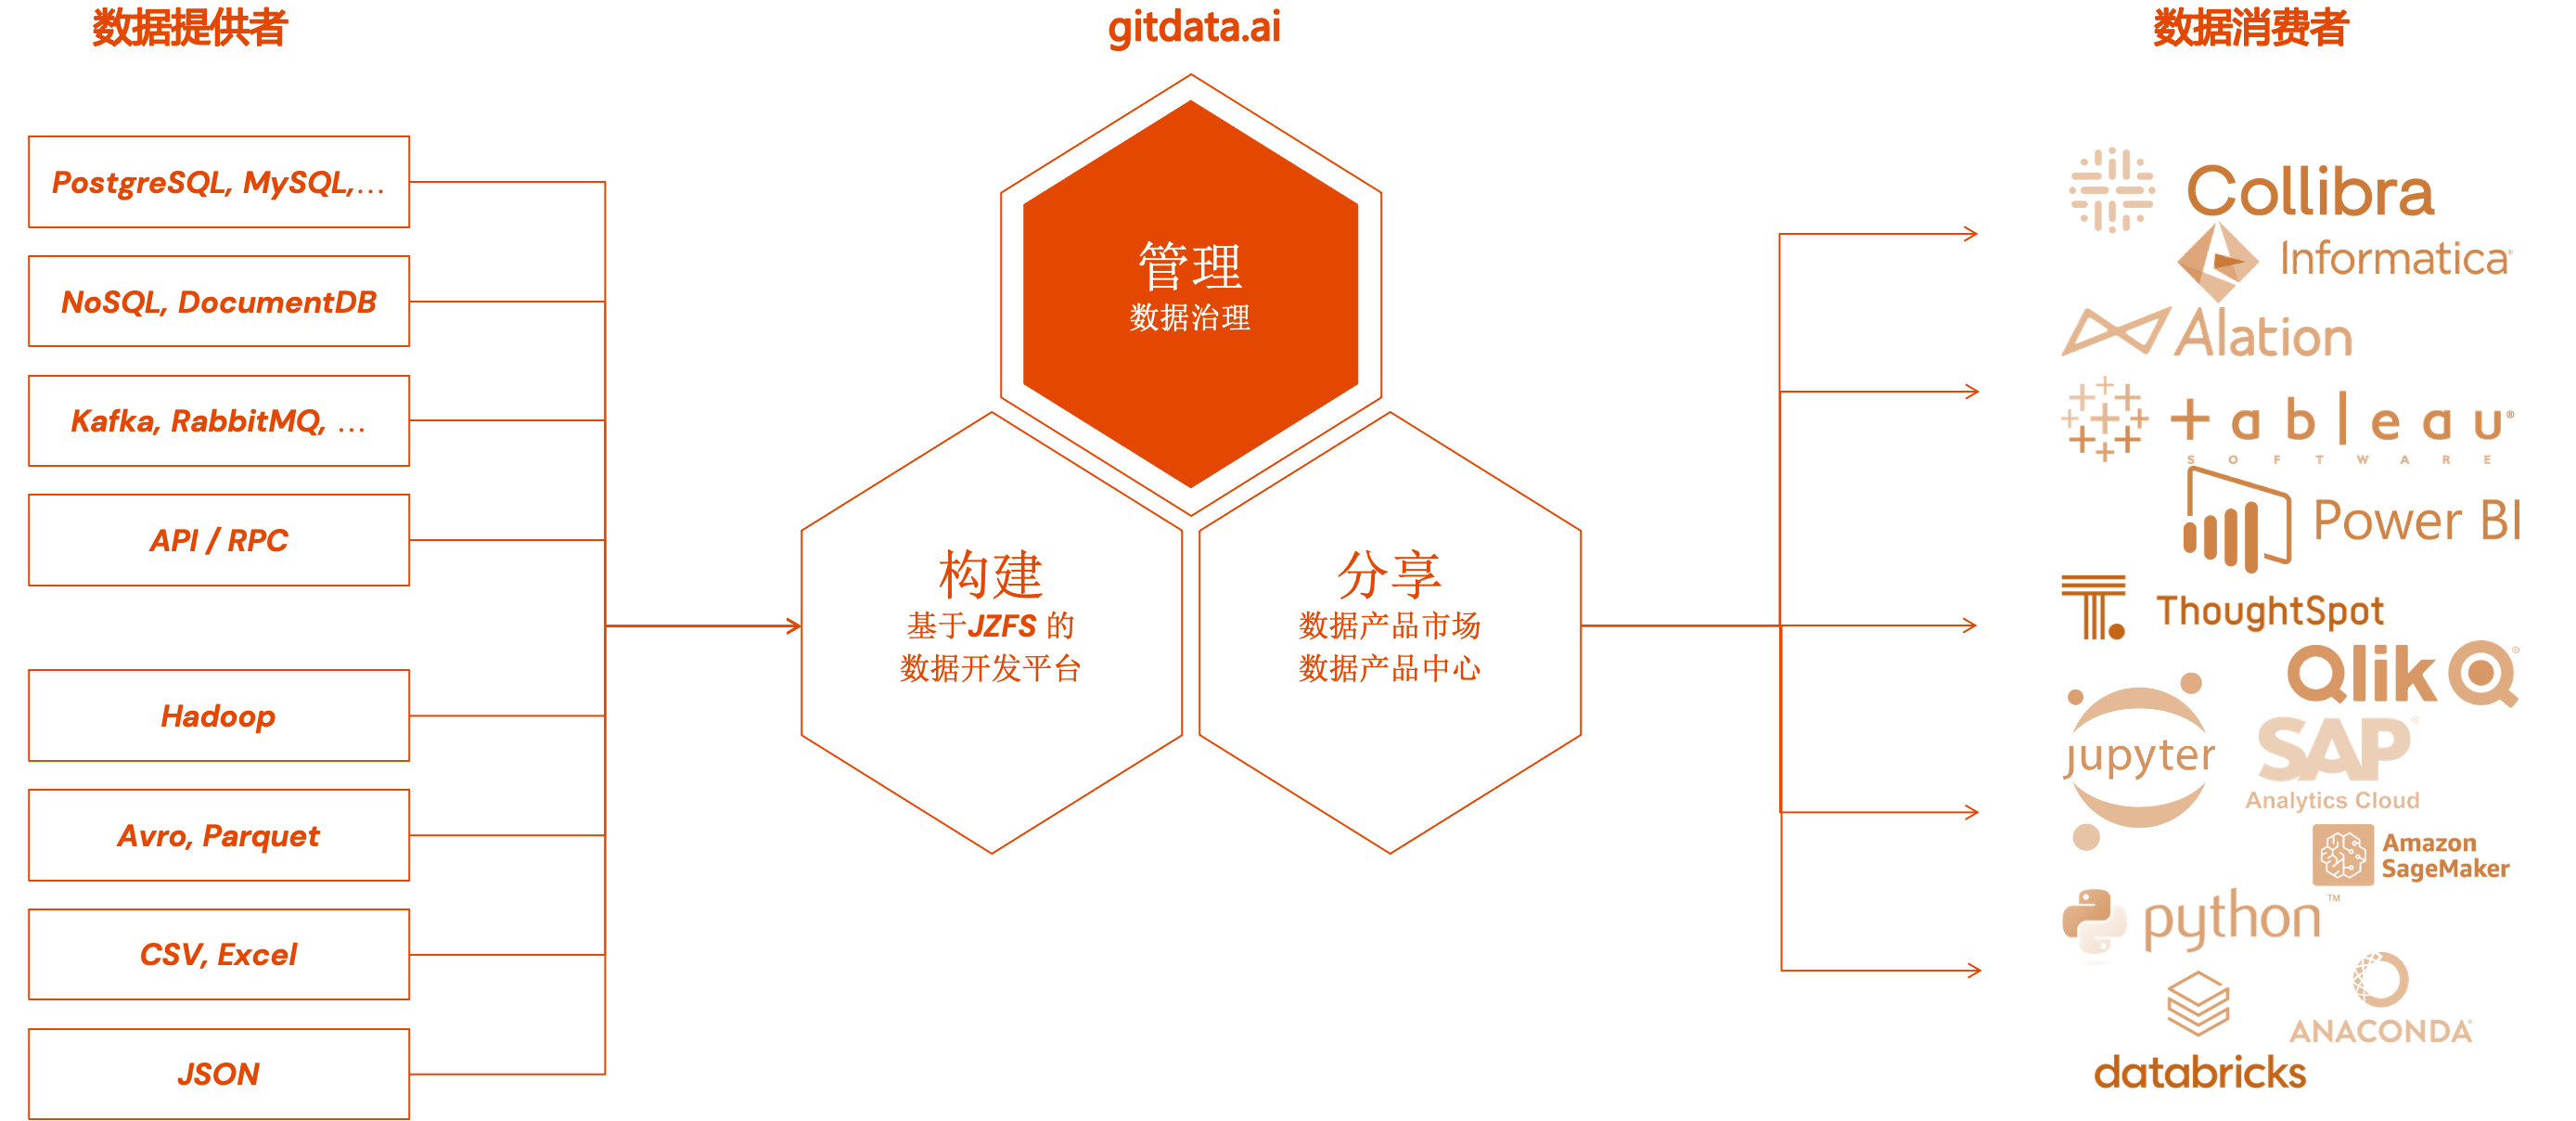 数据提供者
gitdata.ai
数据消费者
PostgreSQL, MySQL,...
NoSQL, DocumentDB
Kafka, RabbitMQ, ...
API / RPC
Hadoop
Avro, Parquet
CSV, Excel
JSON
管理
数据治理
构建
基于JZFS 的
数据开发平台
分享
数据产品市场
数据产品中心
Collibra
Informatica®
Alation
+ableau®
SOFTWARE
Power BI
ThoughtSpot
Qlik®
jupyter
SAP®
Analytics Cloud
Amazon
SageMaker
python™
ANACONDA®
databricks